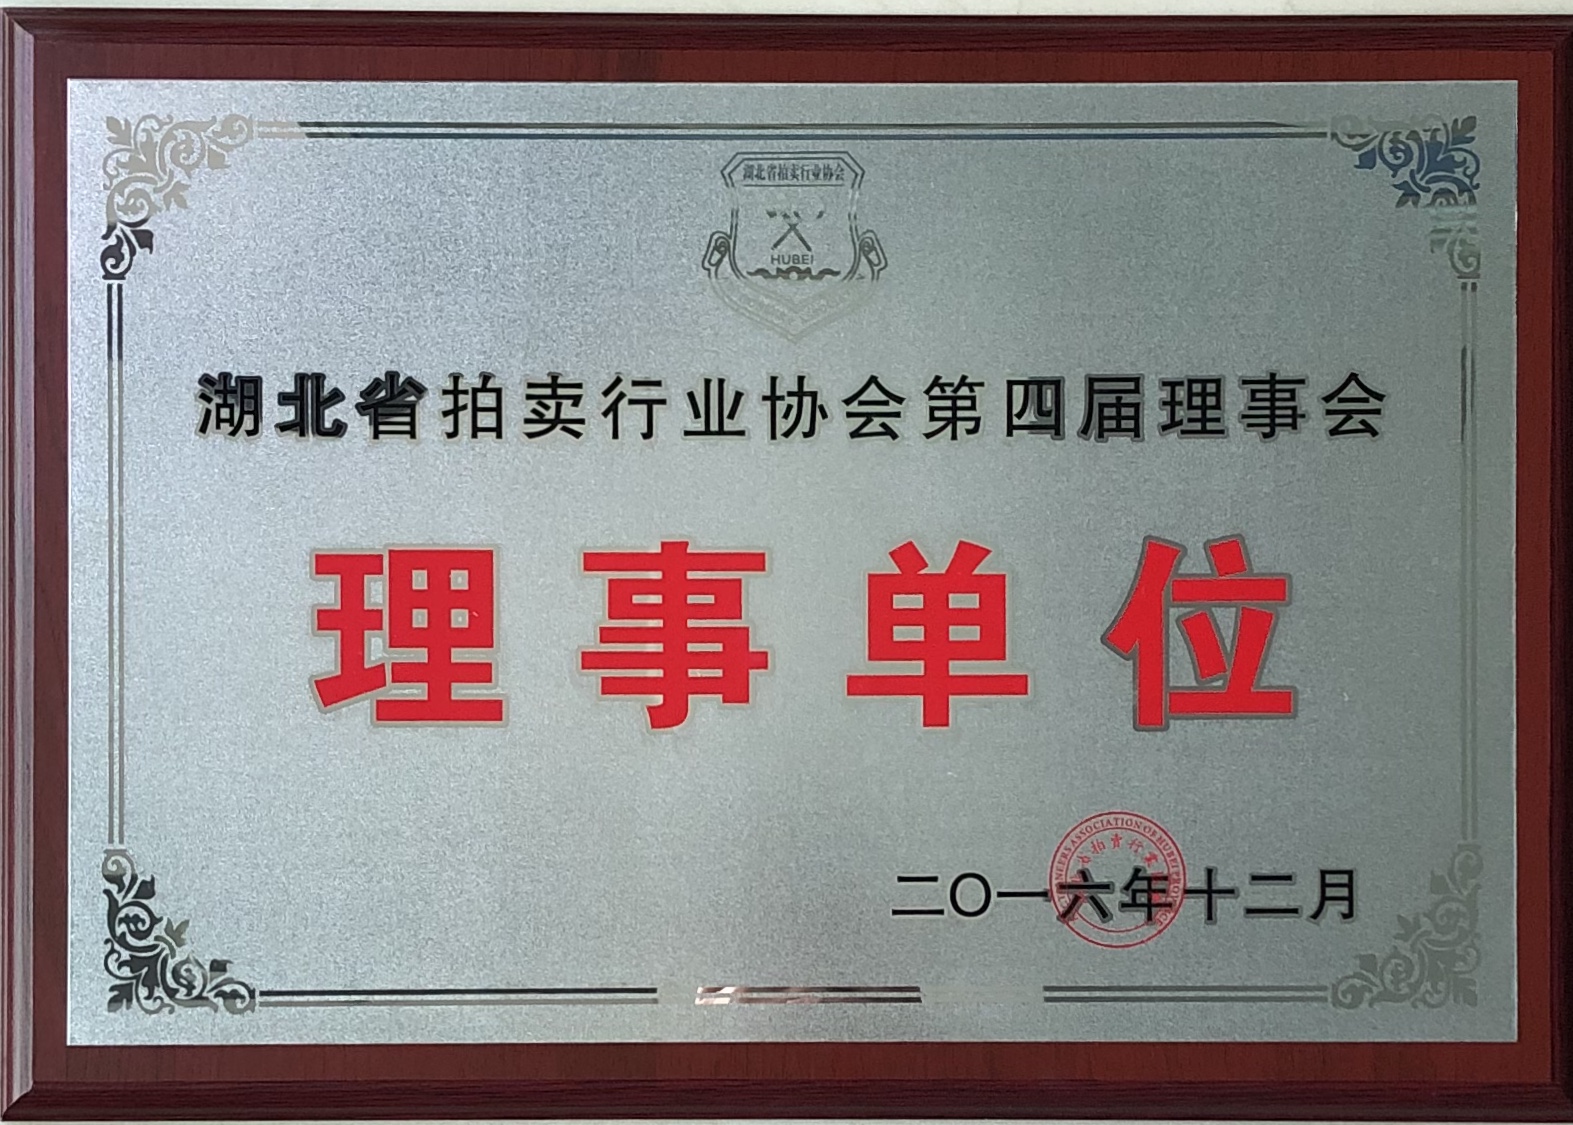 湖北省拍卖行业协会
HUBEI
湖北省拍卖行业协会第四届理事会
理事单位
二〇一六年十二月